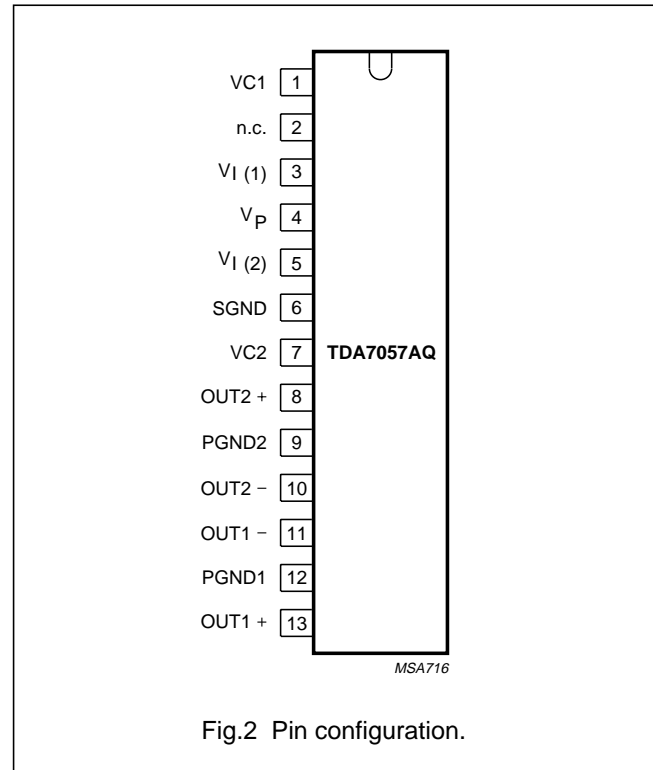 VC1 1
n.c. 2
VI (1) 3
VP 4
VI (2) 5
SGND 6
VC2 7 TDA7057AQ
OUT2 + 8
PGND2 9
OUT2 − 10
OUT1 − 11
PGND1 12
OUT1 + 13
MSA716
Fig.2 Pin configuration.